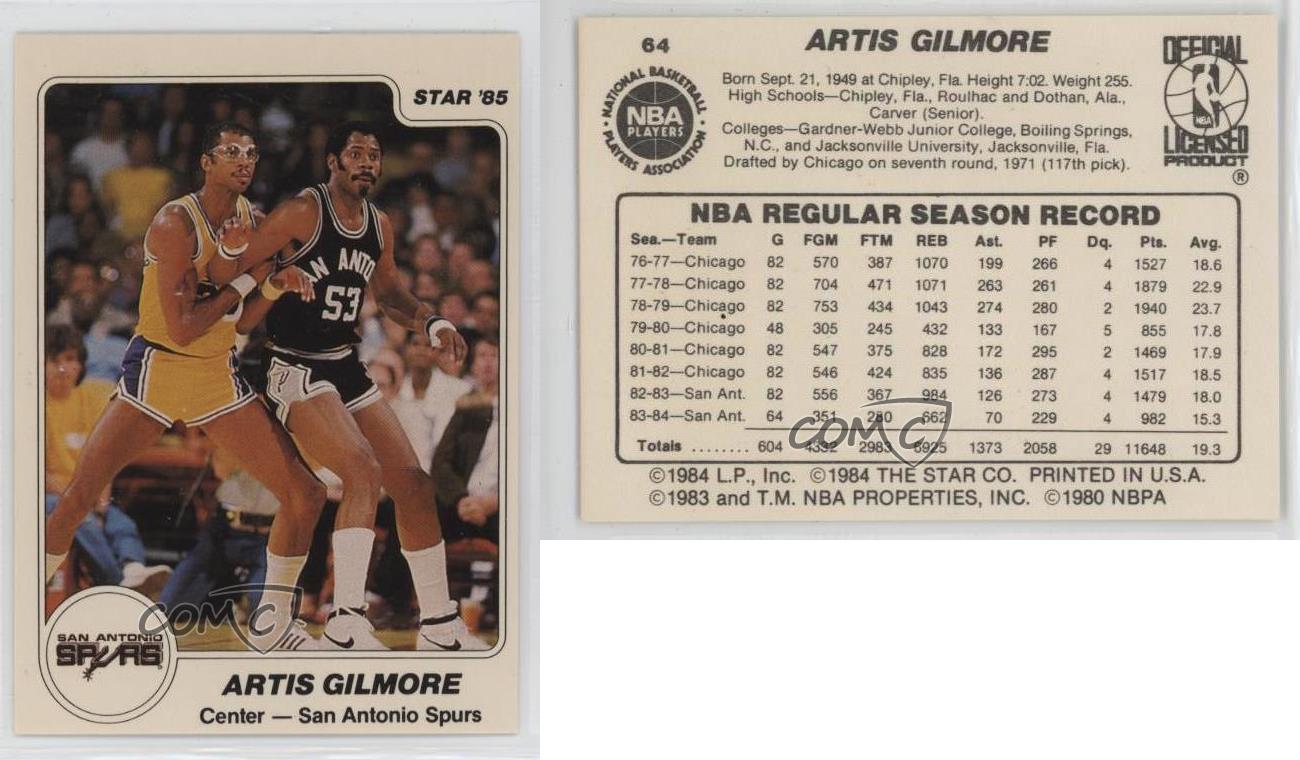 STAR '85
SAN ANTO
53
SAN ANTONIO
SPURS
ARTIS GILMORE
Center — San Antonio Spurs
COMC
64
ARTIS GILMORE
OFFICIAL
NBA
LICENSED
PRODUCT
®
NATIONAL BASKETBALL
NBA
PLAYERS
PLAYERS ASSOCIATION
Born Sept. 21, 1949 at Chipley, Fla. Height 7:02. Weight 255.
High Schools—Chipley, Fla., Roulhac and Dothan, Ala.,
Carver (Senior).
Colleges—Gardner-Webb Junior College, Boiling Springs,
N.C., and Jacksonville University, Jacksonville, Fla.
Drafted by Chicago on seventh round, 1971 (117th pick).
NBA REGULAR SEASON RECORD
Sea.—Team G FGM FTM REB Ast. PF Dq. Pts. Avg.
76-77—Chicago 82 570 387 1070 199 266 4 1527 18.6
77-78—Chicago 82 704 471 1071 263 261 4 1879 22.9
78-79—Chicago 82 753 434 1043 274 280 2 1940 23.7
79-80—Chicago 48 305 245 432 133 167 5 855 17.8
80-81—Chicago 82 547 375 828 172 295 2 1469 17.9
81-82—Chicago 82 546 424 835 136 287 4 1517 18.5
82-83—San Ant. 82 556 367 984 126 273 4 1479 18.0
83-84—San Ant. 64 351 280 662 70 229 4 982 15.3
Totals ........ 604 4332 2983 6925 1373 2058 29 11648 19.3
COMC
©1984 L.P., Inc. ©1984 THE STAR CO. PRINTED IN U.S.A.
©1983 and T.M. NBA PROPERTIES, INC. ©1980 NBPA